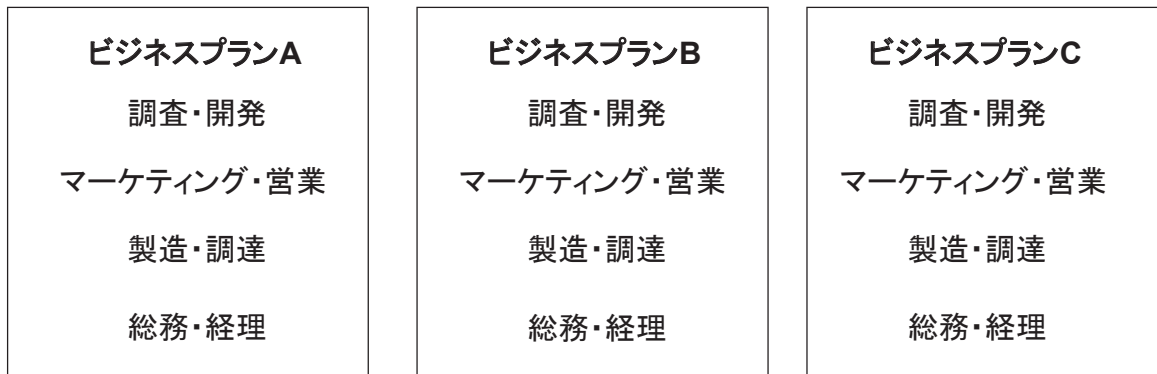 ビジネスプランA
調査・開発
マーケティング・営業
製造・調達
総務・経理
ビジネスプランB
調査・開発
マーケティング・営業
製造・調達
総務・経理
ビジネスプランC
調査・開発
マーケティング・営業
製造・調達
総務・経理